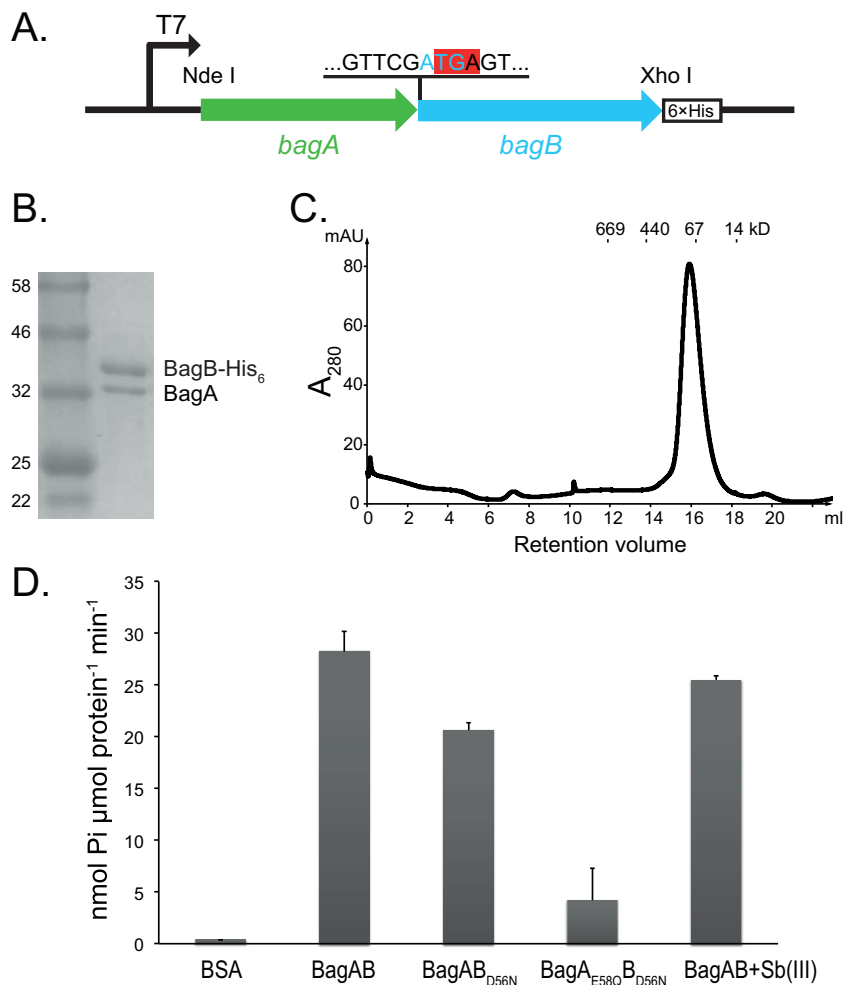 A.
T7
...GTTCGATGAGT...
Nde I
Xho I
6×His
bagA
bagB
B.
58
46
32
25
22
BagB-His₆
BagA
C.
mAU
669 440 67 14 kD
80
60
40
20
0
A₂₈₀
0 2 4 6 8 10 12 14 16 18 20 ml
Retention volume
D.
35
30
25
20
15
10
5
0
nmol Pi µmol protein⁻¹ min⁻¹
BSA BagAB BagAB_D56N BagA_E58QB_D56N BagAB+Sb(III)